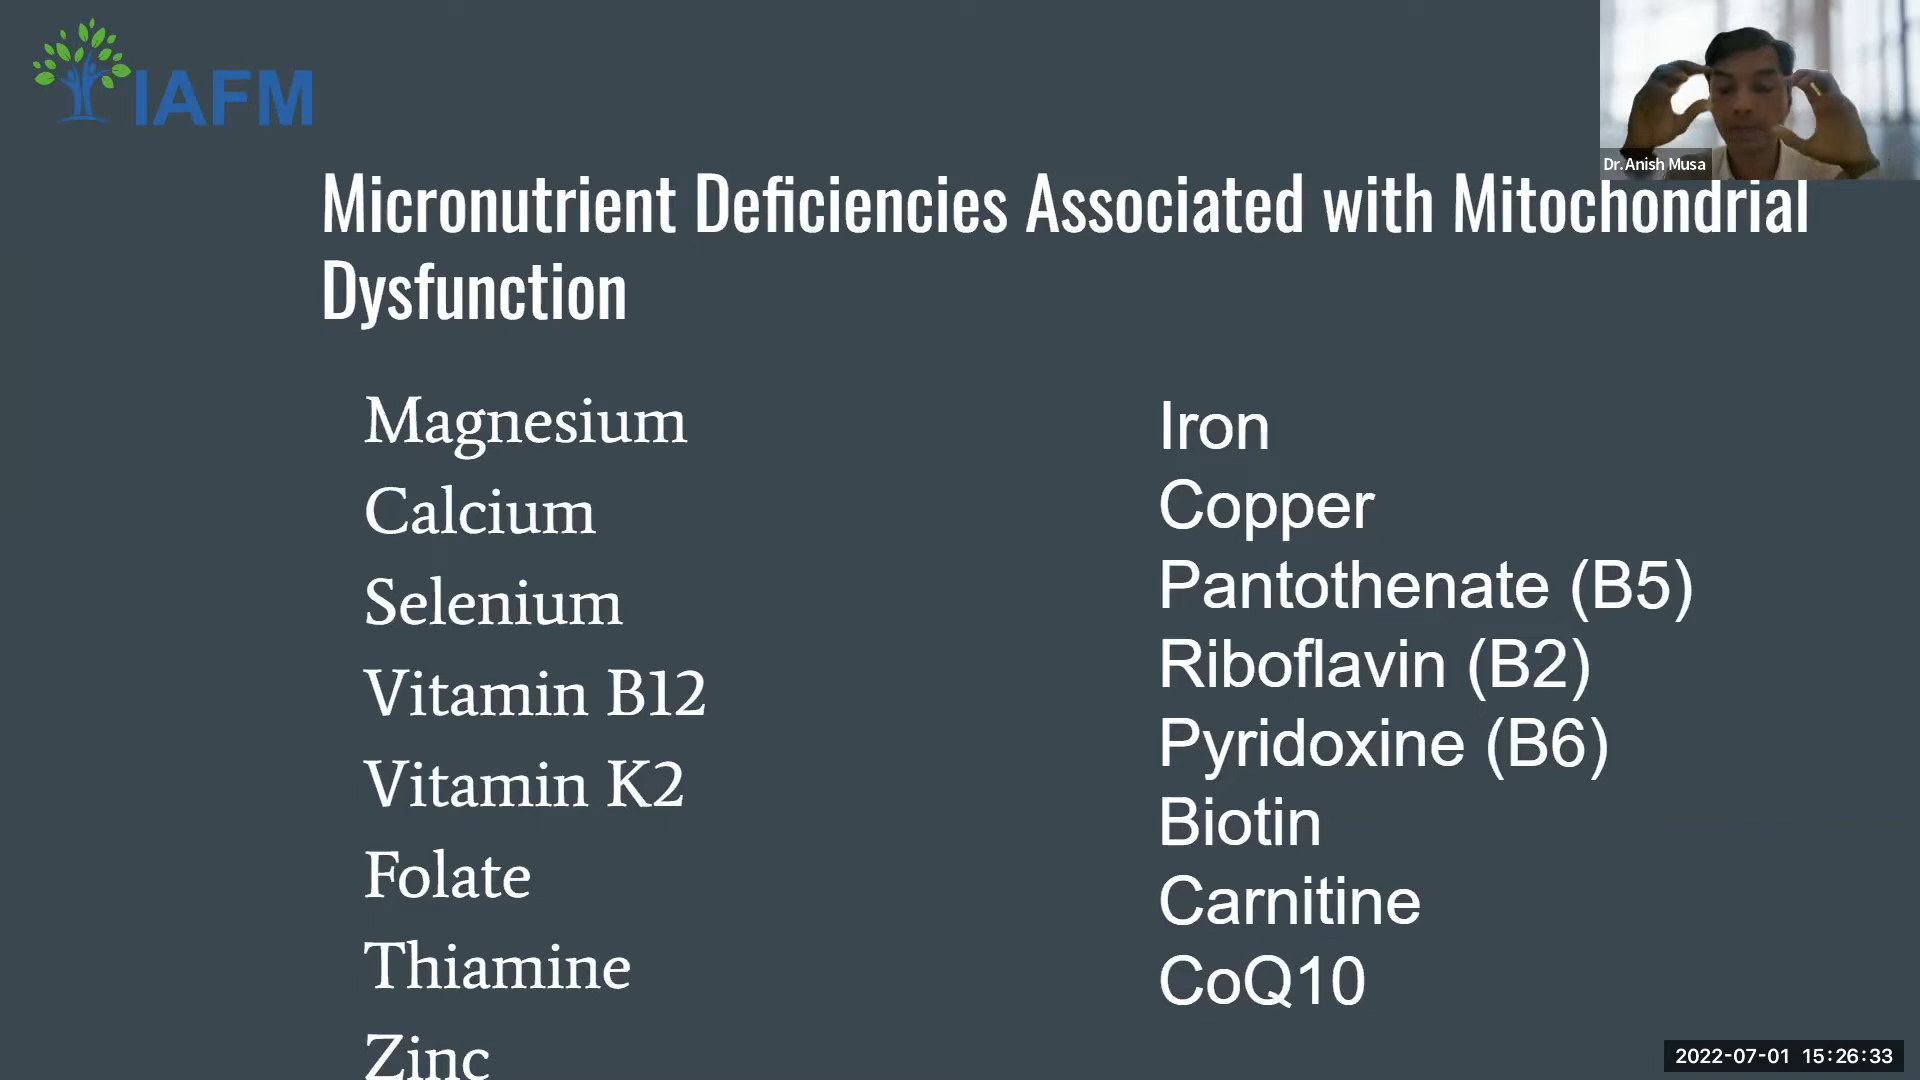 IAFM
Dr. Anish Musa
Micronutrient Deficiencies Associated with Mitochondrial
Dysfunction
Magnesium
Calcium
Selenium
Vitamin B12
Vitamin K2
Folate
Thiamine
Zinc
Iron
Copper
Pantothenate (B5)
Riboflavin (B2)
Pyridoxine (B6)
Biotin
Carnitine
CoQ10
2022-07-01 15:26:33